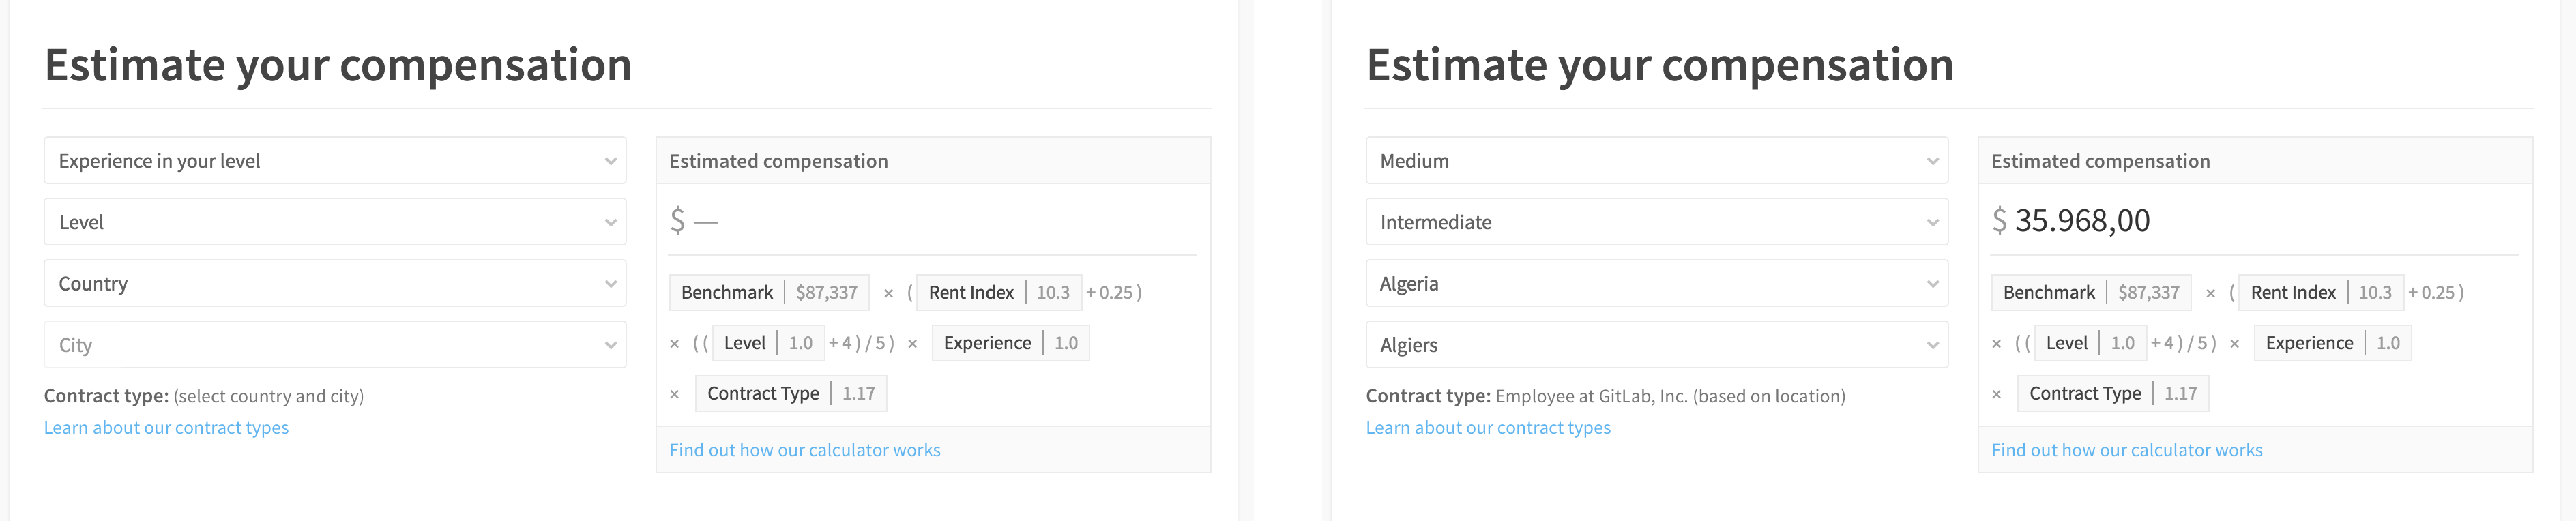 Estimate your compensation
Experience in your level
Level
Country
City
Contract type: (select country and city)
Learn about our contract types
Estimated compensation
$ —
Benchmark | $87,337 × ( Rent Index | 10.3 + 0.25 )
× ( ( Level | 1.0 + 4 ) / 5 ) × Experience | 1.0
× Contract Type | 1.17
Find out how our calculator works
Estimate your compensation
Medium
Intermediate
Algeria
Algiers
Contract type: Employee at GitLab, Inc. (based on location)
Learn about our contract types
Estimated compensation
$ 35.968,00
Benchmark | $87,337 × ( Rent Index | 10.3 + 0.25 )
× ( ( Level | 1.0 + 4 ) / 5 ) × Experience | 1.0
× Contract Type | 1.17
Find out how our calculator works